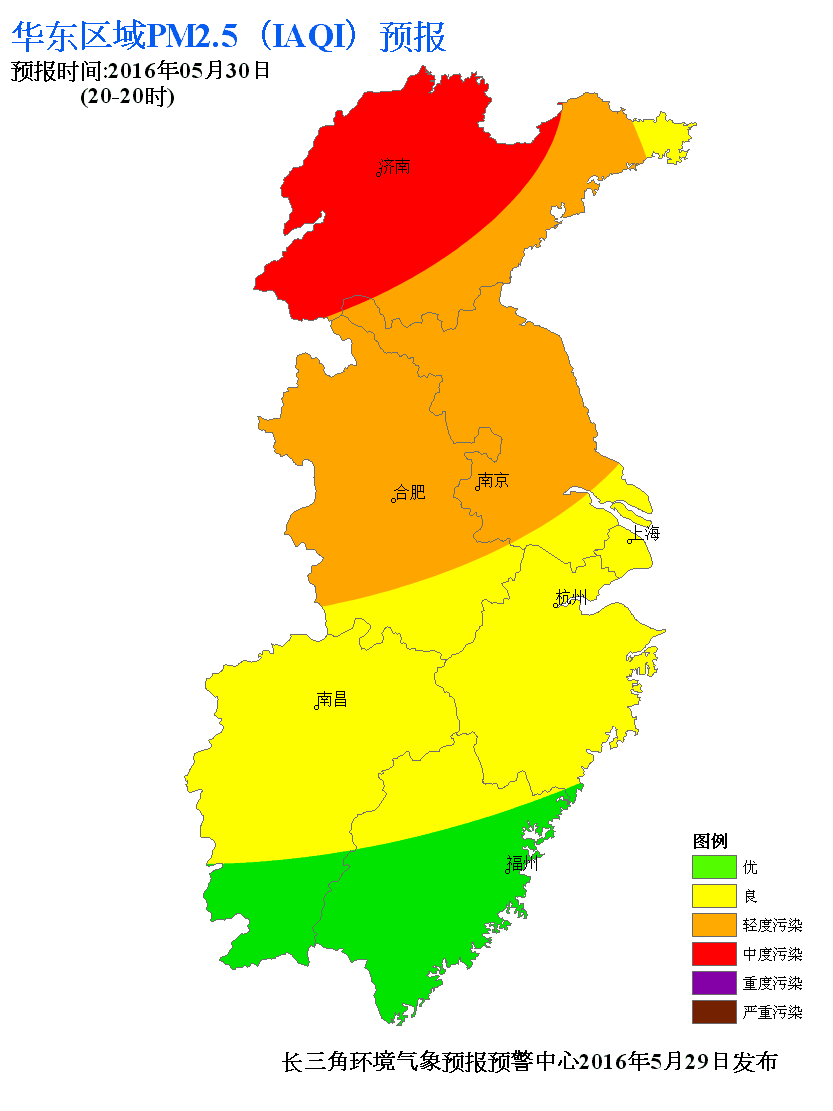 华东区域PM2.5（IAQI）预报
预报时间:2016年05月30日
(20-20时)
济南
合肥
南京
上海
杭州
南昌
福州
图例
优
良
轻度污染
中度污染
重度污染
严重污染
长三角环境气象预报预警中心2016年5月29日发布